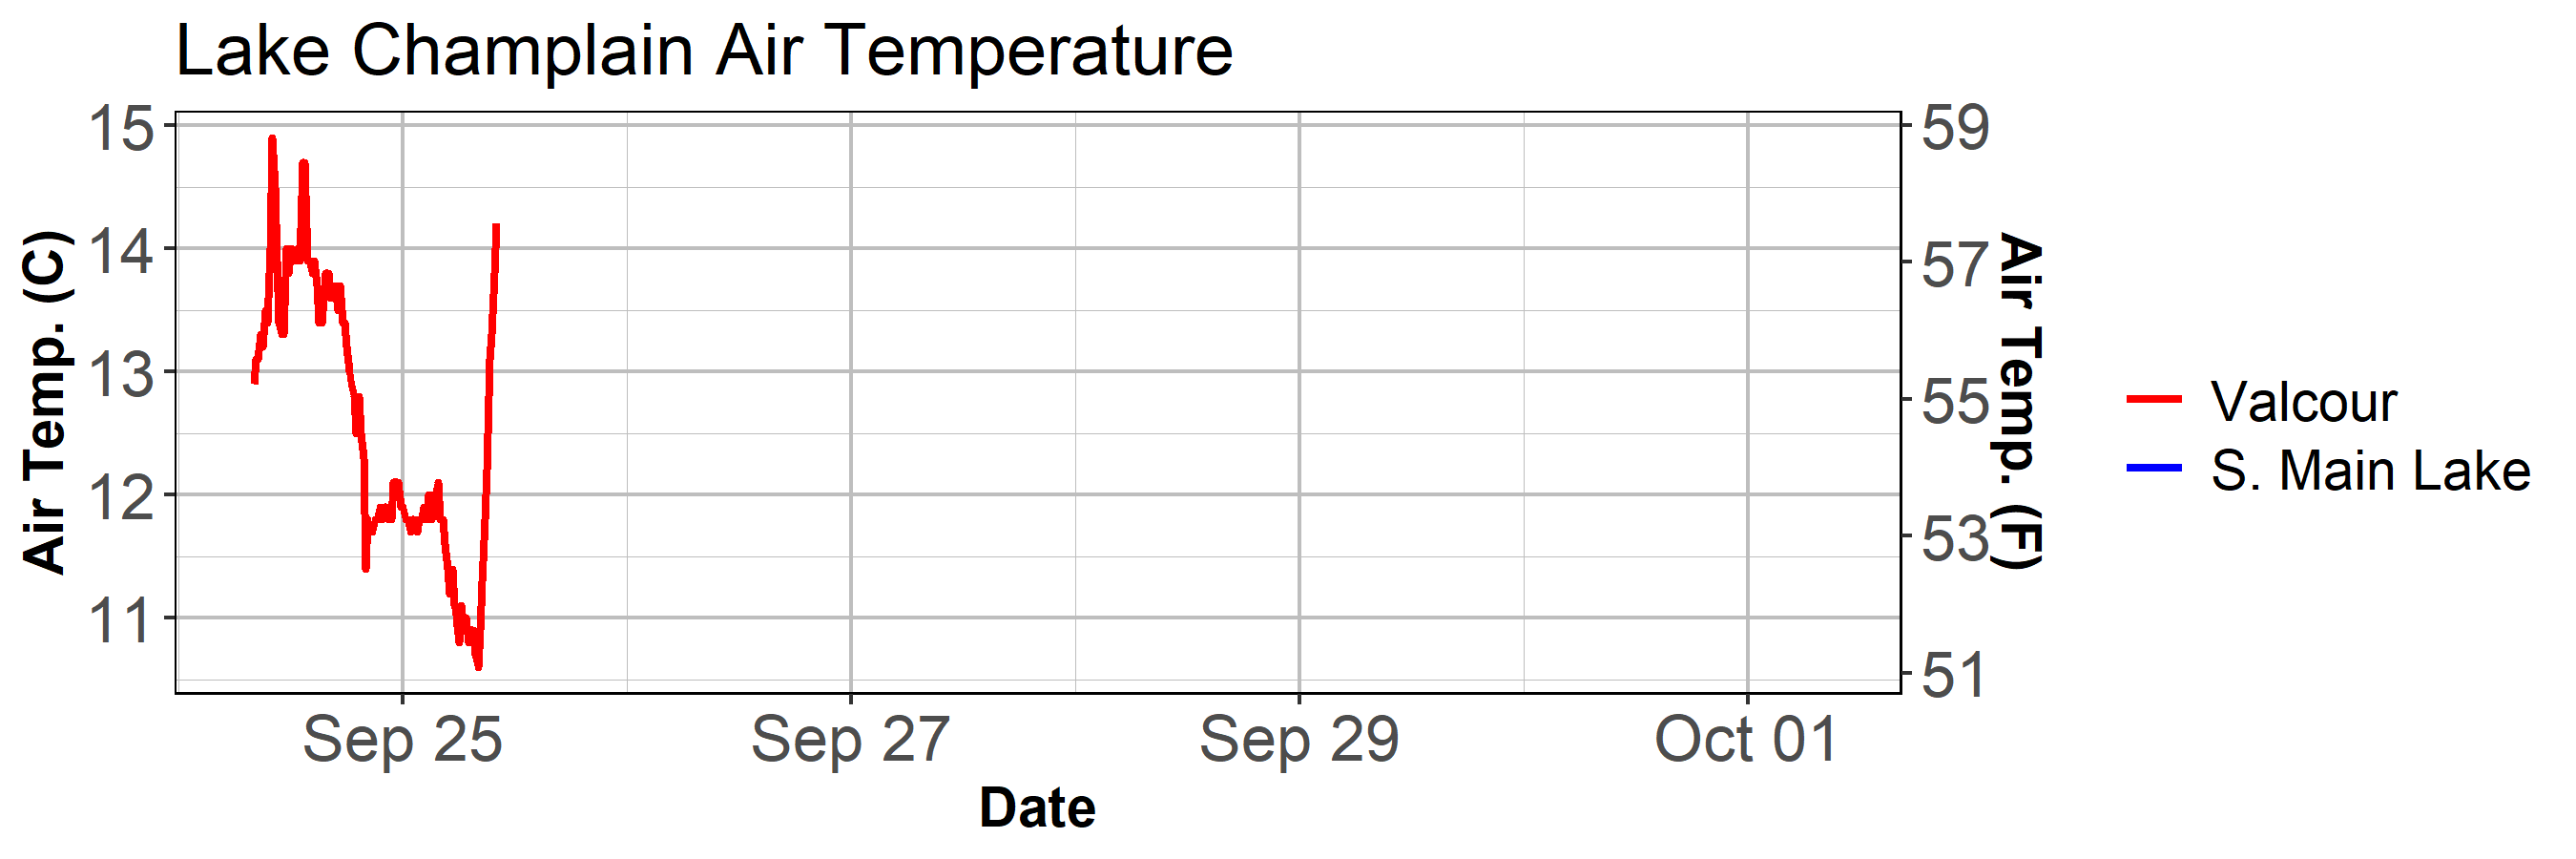 Lake Champlain Air Temperature
Air Temp. (C)
15
14
13
12
11
59
57
55
53
51
Air Temp. (F)
Sep 25
Sep 27
Sep 29
Oct 01
Date
Valcour
S. Main Lake